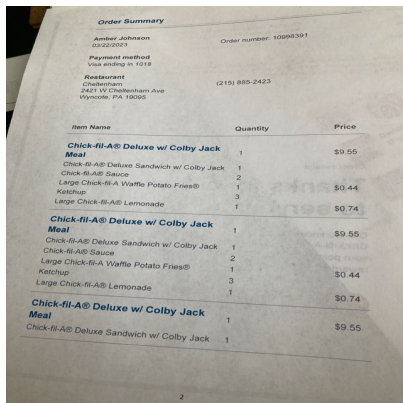 Order Summary
Amber Johnson
03/22/2023
Order number: 10998391
Payment method
Visa ending in 1018
Restaurant
Cheltenham
2421 W Cheltenham Ave
Wyncote, PA 19095
(215) 885-2423
Item Name Quantity Price
Chick-fil-A® Deluxe w/ Colby Jack
Meal 1 $9.55
Chick-fil-A® Deluxe Sandwich w/ Colby Jack 1
Chick-fil-A® Sauce 2
Large Chick-fil-A Waffle Potato Fries® 1 $0.44
Ketchup 3
Large Chick-fil-A® Lemonade 1 $0.74
Chick-fil-A® Deluxe w/ Colby Jack
Meal 1 $9.55
Chick-fil-A® Deluxe Sandwich w/ Colby Jack 1
Chick-fil-A® Sauce 2
Large Chick-fil-A Waffle Potato Fries® 1 $0.44
Ketchup 3
Large Chick-fil-A® Lemonade 1 $0.74
Chick-fil-A® Deluxe w/ Colby Jack
Meal 1 $9.55
Chick-fil-A® Deluxe Sandwich w/ Colby Jack 1
2